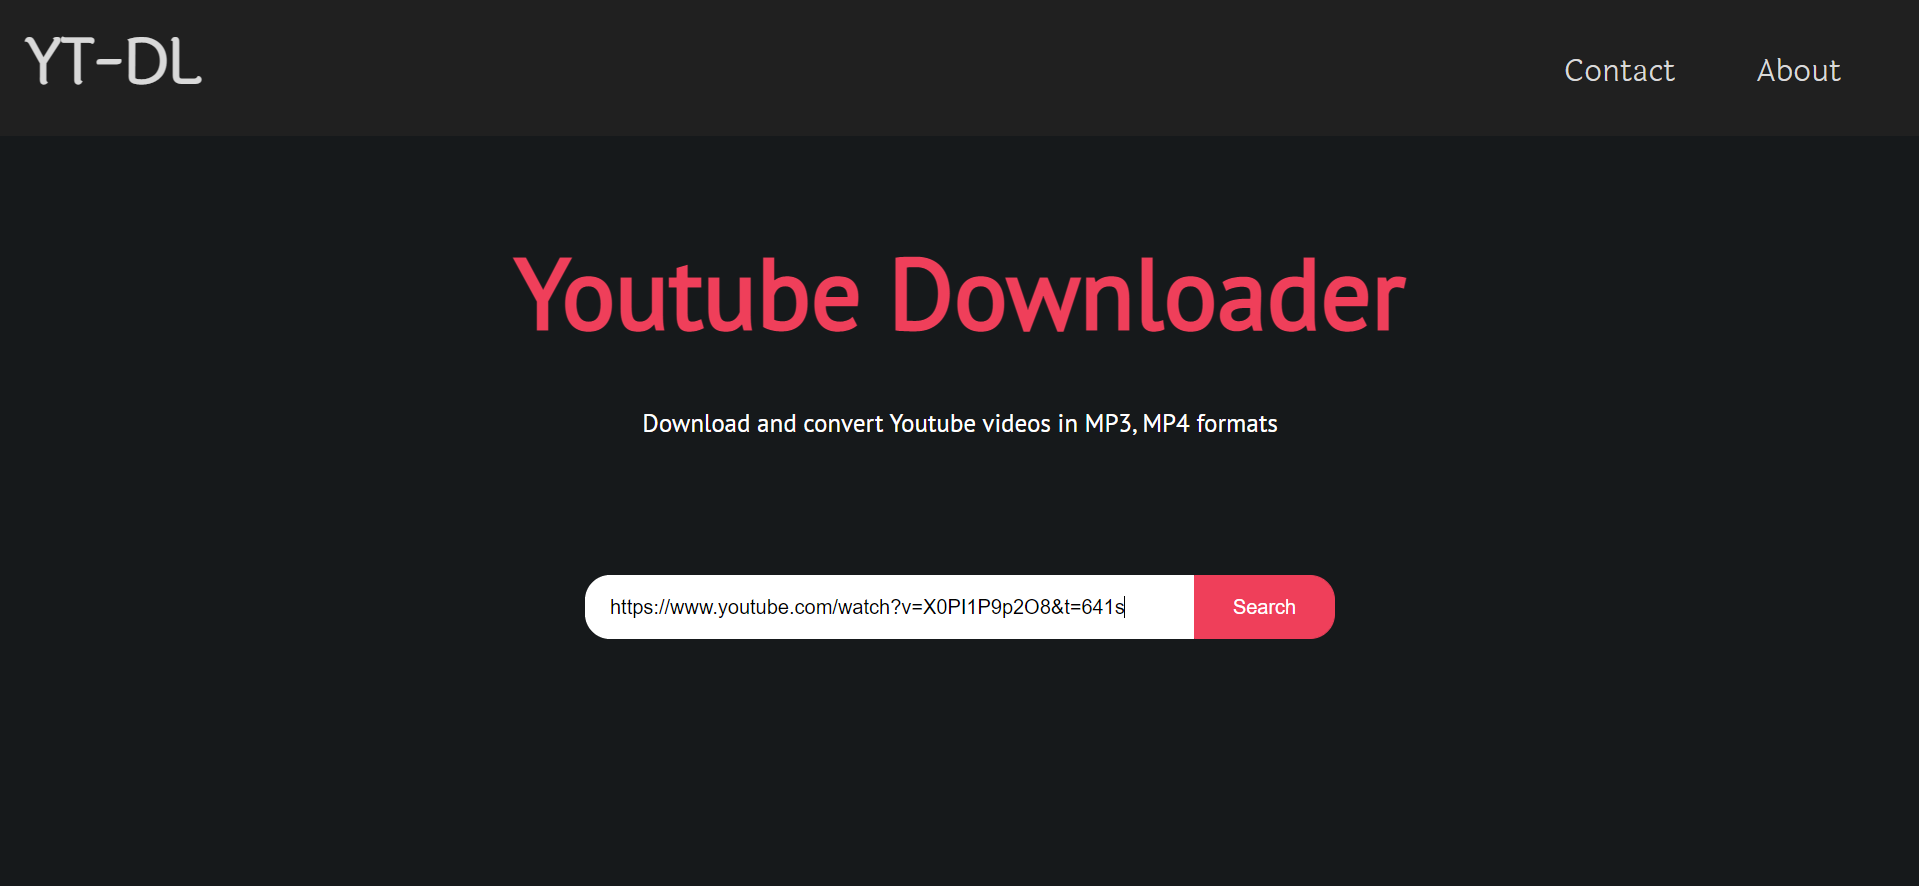 YT-DL
Contact
About
Youtube Downloader
Download and convert Youtube videos in MP3, MP4 formats
https://www.youtube.com/watch?v=X0PI1P9p2O8&t=641s
Search